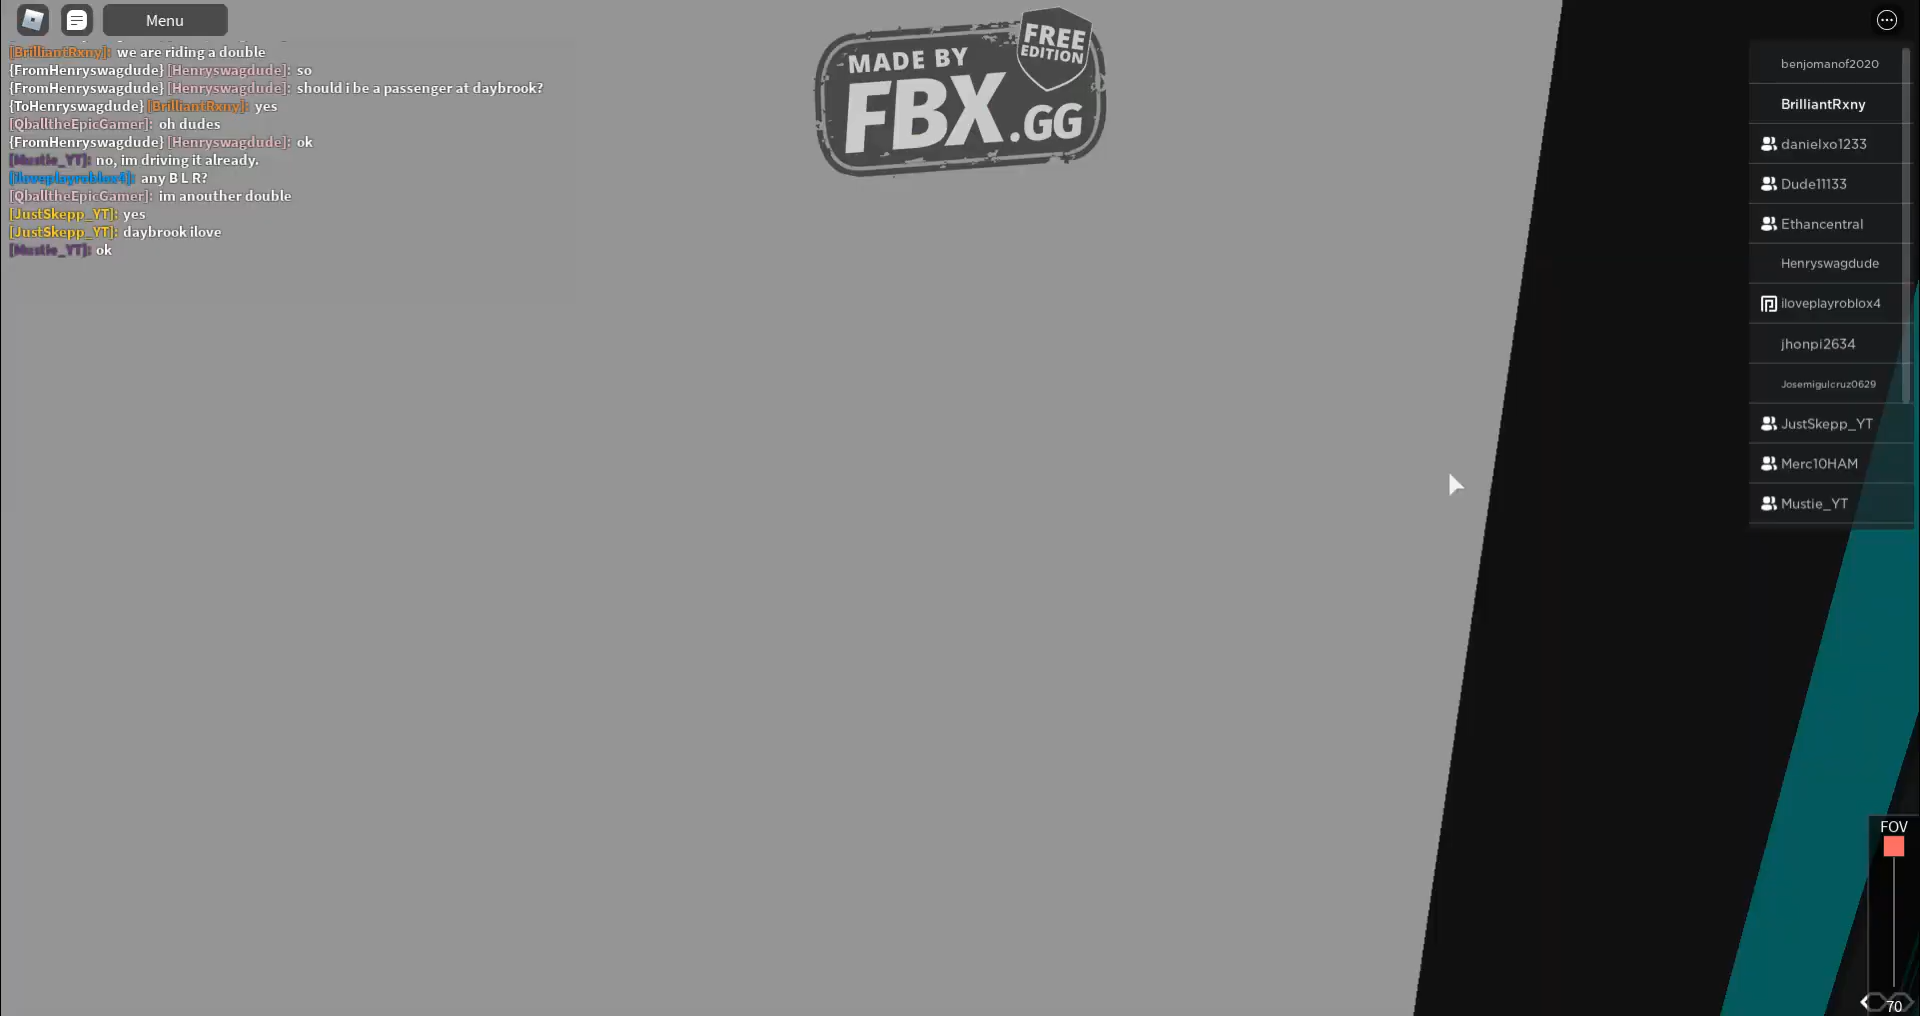 Menu
[BrilliantRxny]: we are riding a double
{FromHenryswagdude} [Henryswagdude]: so
{FromHenryswagdude} [Henryswagdude]: should i be a passenger at daybrook?
{ToHenryswagdude} [BrilliantRxny]: yes
[QballtheEpicGamer]: oh dudes
{FromHenryswagdude} [Henryswagdude]: ok
[Mustie_YT]: no, im driving it already.
[iloveplayroblox4]: any B L R?
[QballtheEpicGamer]: im anouther double
[JustSkepp_YT]: yes
[JustSkepp_YT]: daybrook ilove
[Mustie_YT]: ok
MADE BY
FBX.GG
FREE
EDITION
benjomanof2020
BrilliantRxny
danielxo1233
Dude11133
Ethancentral
Henryswagdude
iloveplayroblox4
jhonpi2634
Josemigulcruz0629
JustSkepp_YT
Merc10HAM
Mustie_YT
FOV
70